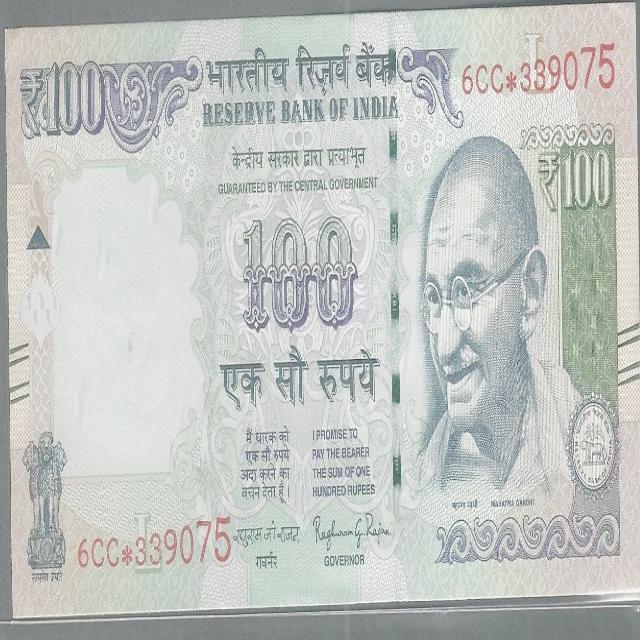 ₹100
भारतीय रिज़र्व बैंक
RESERVE BANK OF INDIA
L
6CC*339075
केन्द्रीय सरकार द्वारा प्रत्याभूत
GUARANTEED BY THE CENTRAL GOVERNMENT
₹100
100
एक सौ रुपये
मैं धारक को
एक सौ रुपये
अदा करने का
वचन देता हूँ ।
I PROMISE TO
PAY THE BEARER
THE SUM OF ONE
HUNDRED RUPEES
महात्मा गांधी
MAHATMA GANDHI
L
6CC*339075
रघुराम जी राजन
गवर्नर
Raghuram G. Rajan
GOVERNOR
सत्यमेव जयते